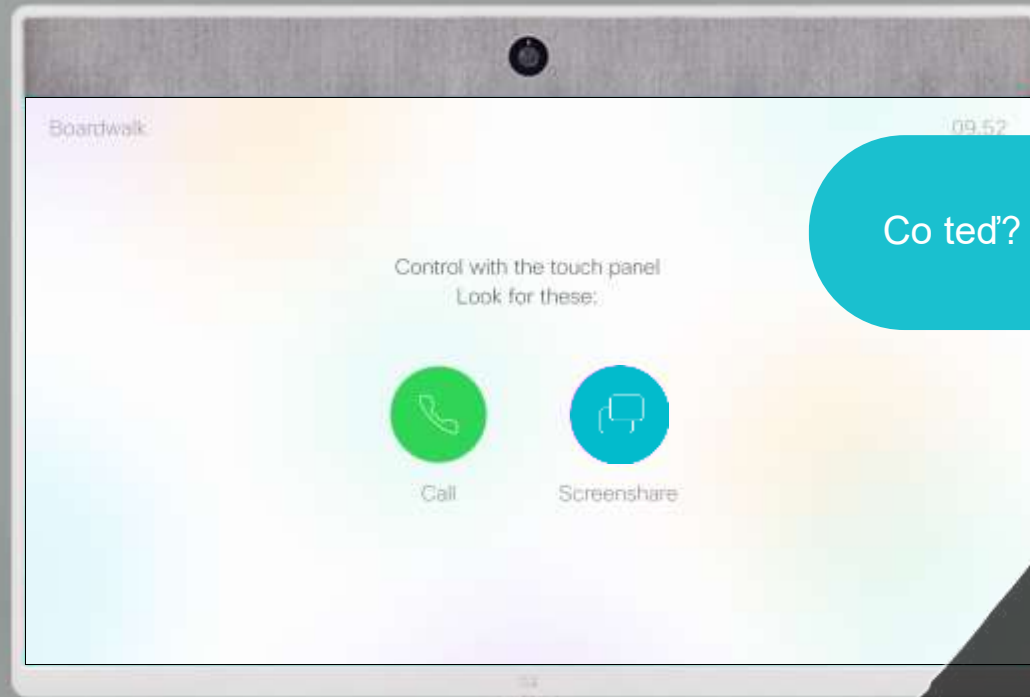 Boardwalk
09:52
Co teď?
Control with the touch panel
Look for these:
Call
Screenshare